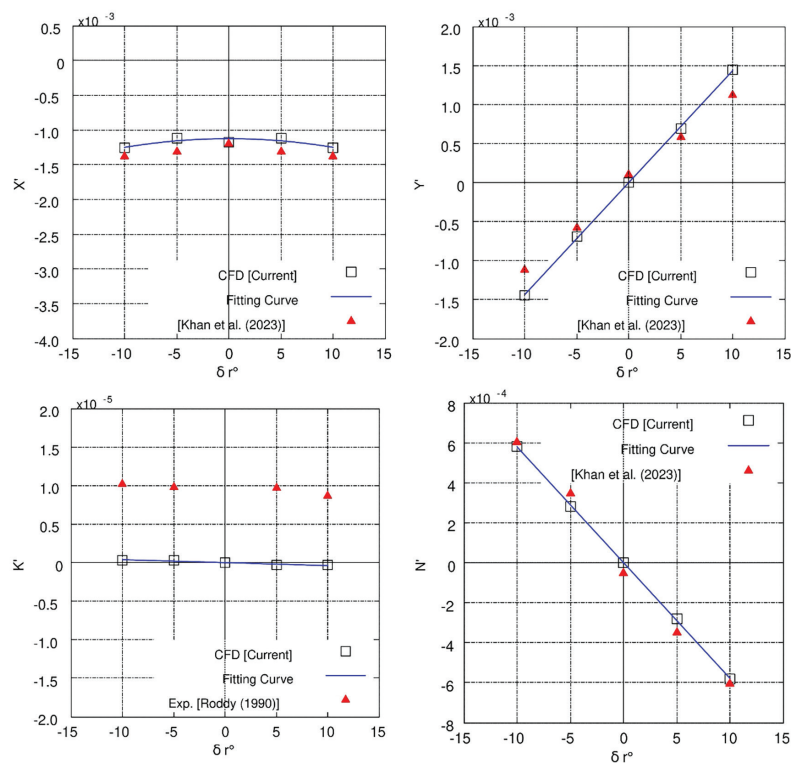 x10 -3
0.5
0
-0.5
-1.0
-1.5
-2.0
-2.5
-3.0
-3.5
-4.0
X'
CFD [Current]
Fitting Curve
[Khan et al. (2023)]
-15 -10 -5 0 5 10 15
δ r°
x10 -3
2.0
1.5
1.0
0.5
0
-0.5
-1.0
-1.5
-2.0
Y'
CFD [Current]
Fitting Curve
[Khan et al. (2023)]
-15 -10 -5 0 5 10 15
δ r°
x10 -5
2.0
1.5
1.0
0.5
0
-0.5
-1.0
-1.5
-2.0
K'
CFD [Current]
Fitting Curve
Exp. [Roddy (1990)]
-15 -10 -5 0 5 10 15
δ r°
x10 -4
8
6
4
2
0
-2
-4
-6
-8
N'
CFD [Current]
Fitting Curve
[Khan et al. (2023)]
-15 -10 -5 0 5 10 15
δ r°